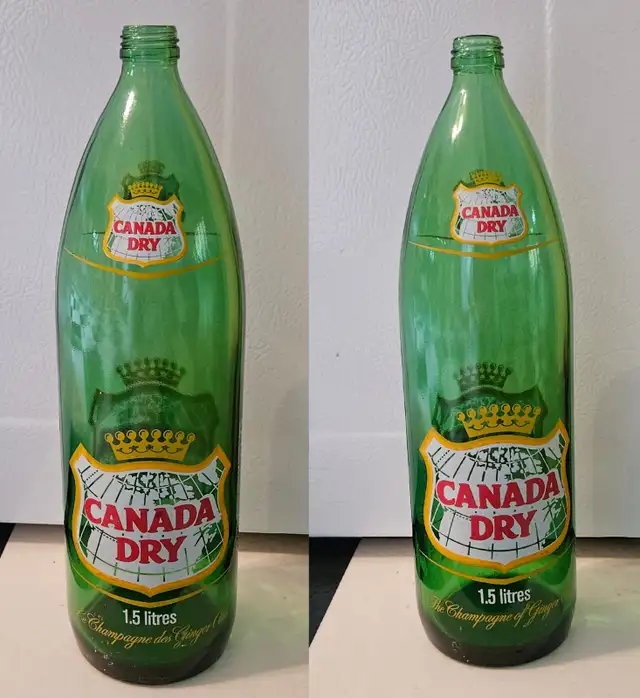 CANADA
DRY
CANADA
DRY
1.5 litres
Champagne des Ginger
CANADA
DRY
CANADA
DRY
1.5 litres
The Champagne of Ginger